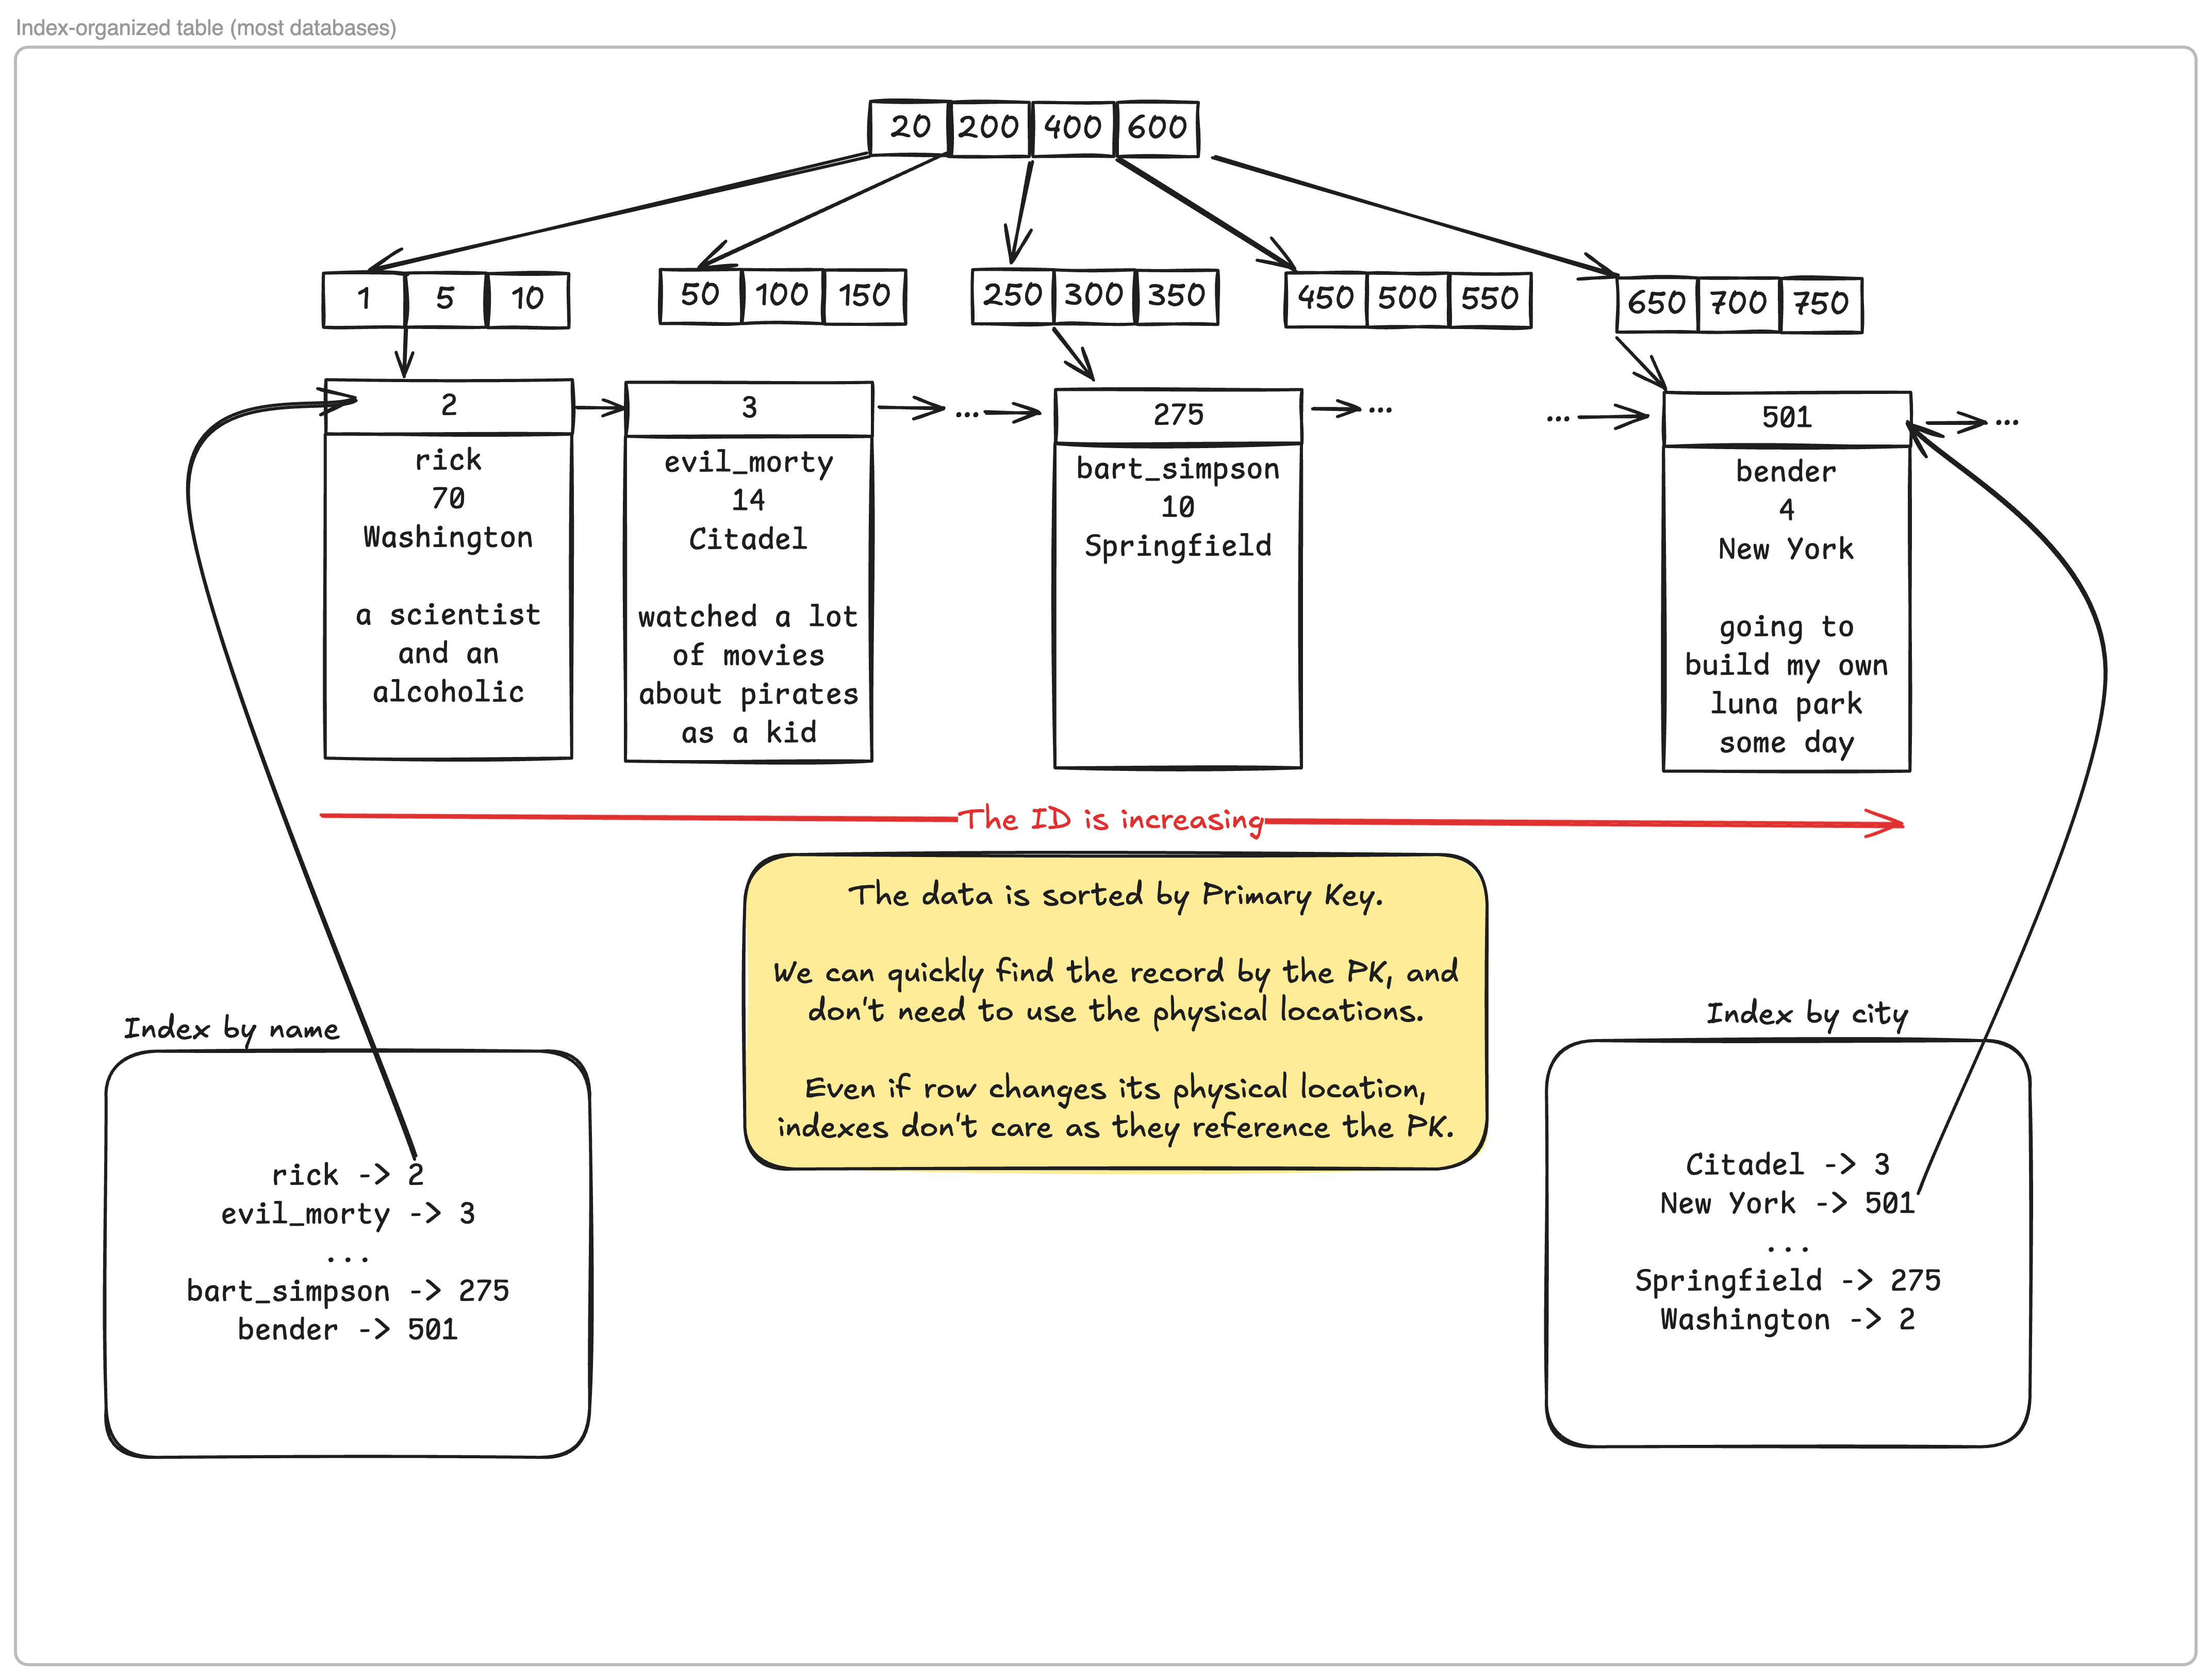 Index-organized table (most databases)
20 200 400 600
1 5 10
50 100 150
250 300 350
450 500 550
650 700 750
2
rick
70
Washington
a scientist
and an
alcoholic
3
evil_morty
14
Citadel
watched a lot
of movies
about pirates
as a kid
...
275
bart_simpson
10
Springfield
...
...
501
bender
4
New York
going to
build my own
luna park
some day
...
The ID is increasing
The data is sorted by Primary Key.
We can quickly find the record by the PK, and
don't need to use the physical locations.
Even if row changes its physical location,
indexes don't care as they reference the PK.
Index by name
rick -> 2
evil_morty -> 3
...
bart_simpson -> 275
bender -> 501
Index by city
Citadel -> 3
New York -> 501
...
Springfield -> 275
Washington -> 2